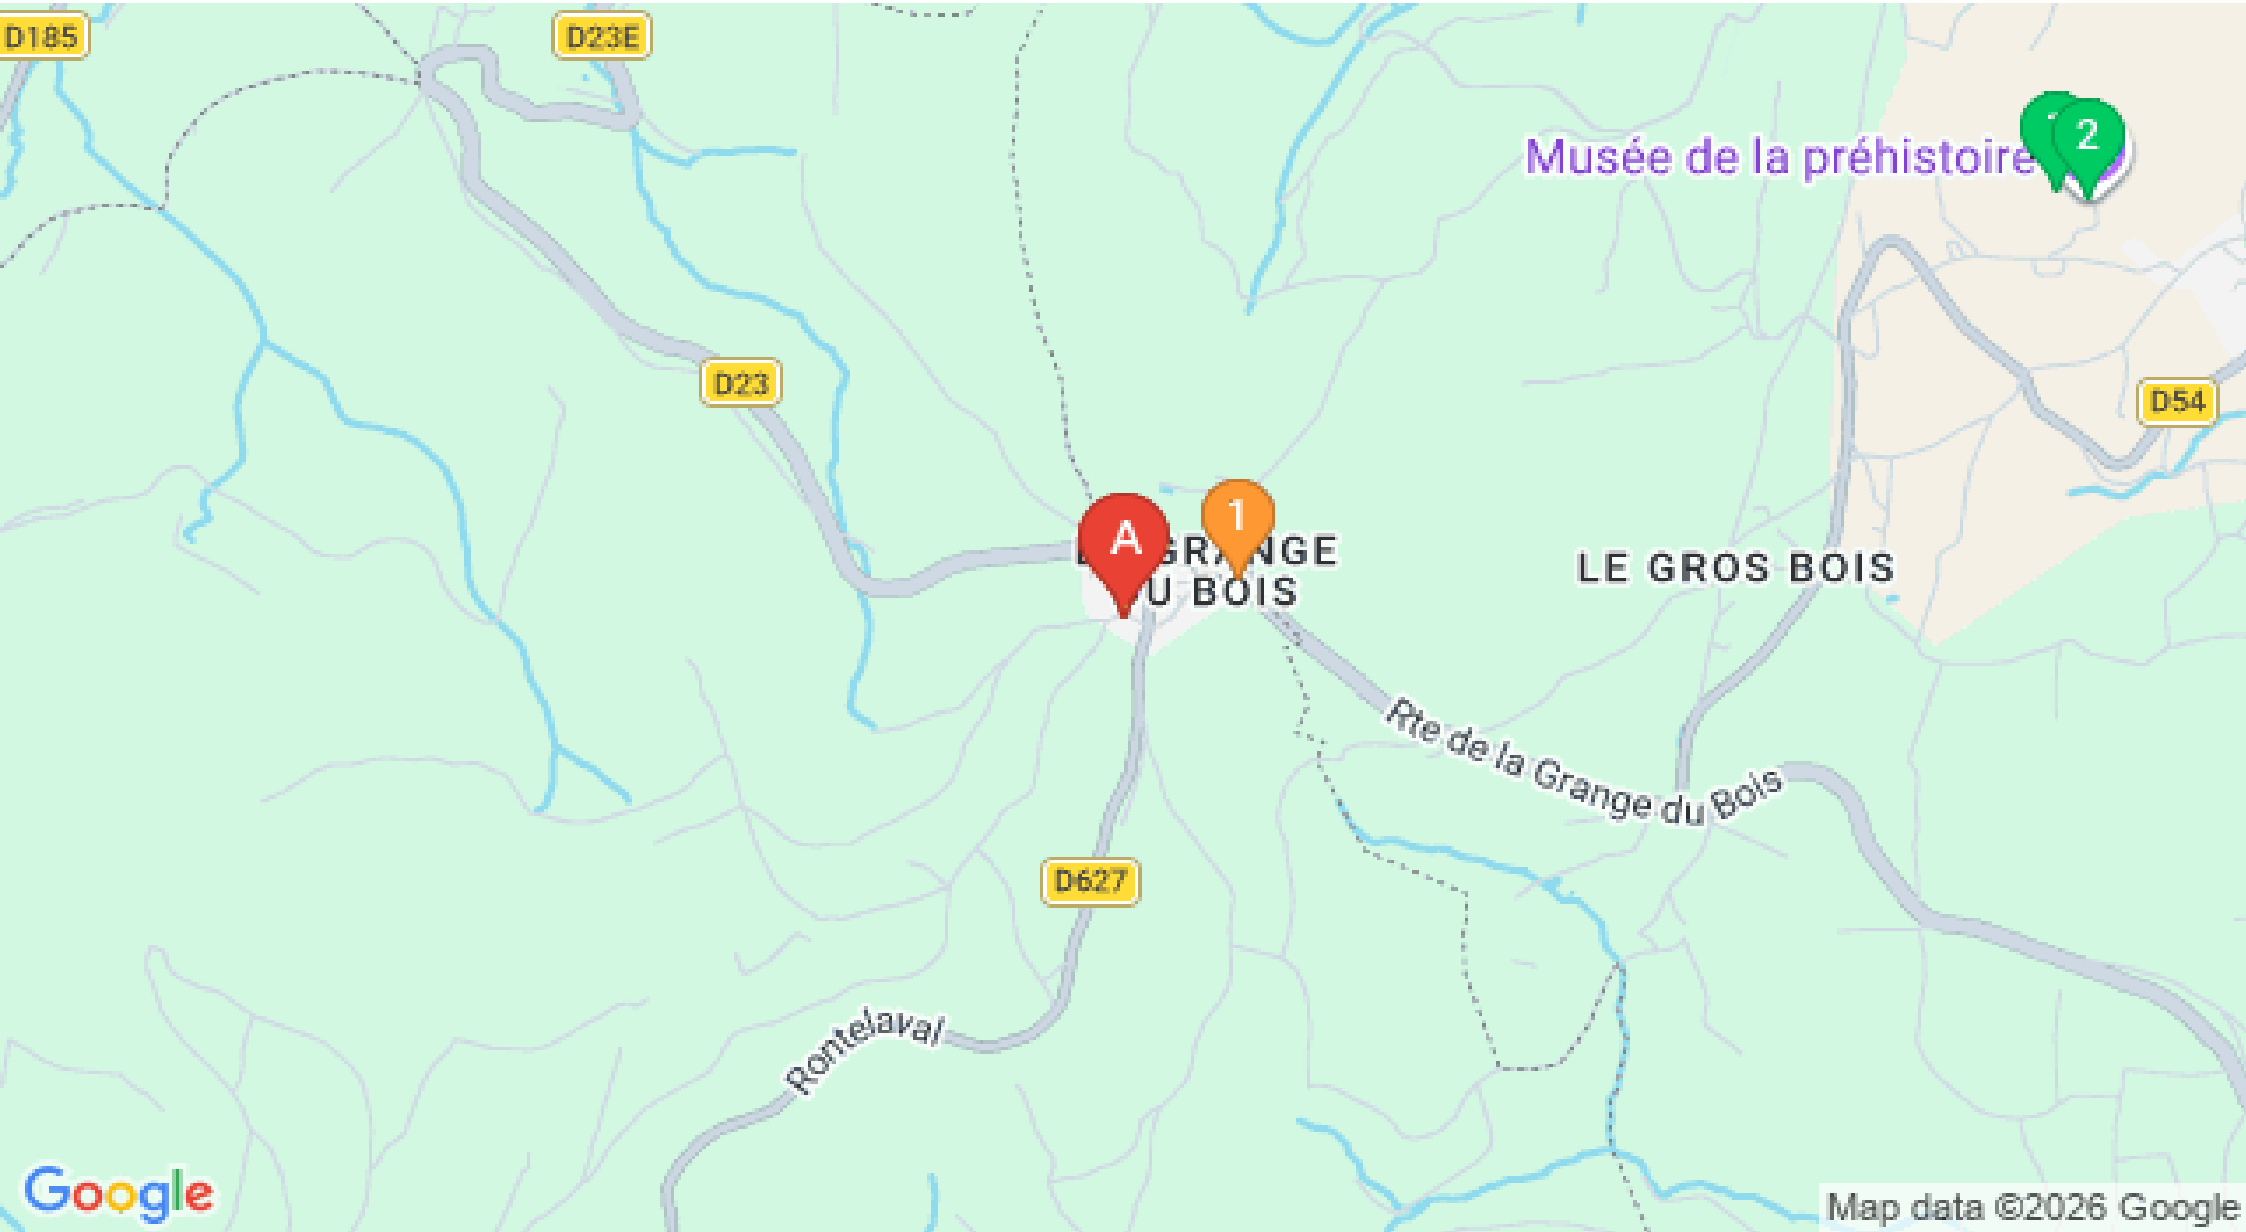 D185
D23E
2
Musée de la préhistoire
D23
D54
A
1
GRANGE
DU BOIS
LE GROS BOIS
Rte de la Grange du Bois
D627
Rontelaval
Google
Map data ©2026 Google